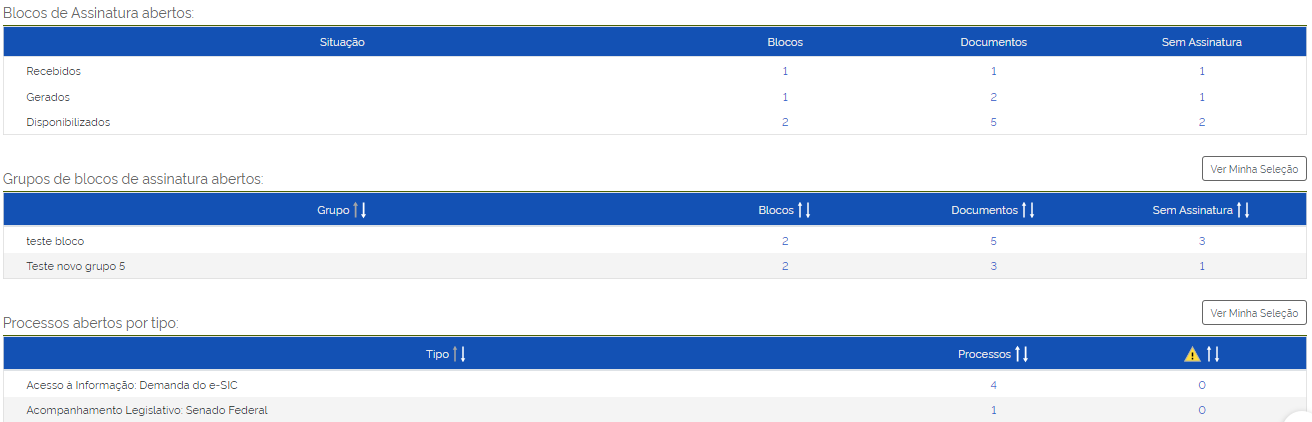 Blocos de Assinatura abertos:
Situação Blocos Documentos Sem Assinatura
Recebidos 1 1 1
Gerados 1 2 1
Disponibilizados 2 5 2
Ver Minha Seleção
Grupos de blocos de assinatura abertos:
Grupo Blocos Documentos Sem Assinatura
teste bloco 2 5 3
Teste novo grupo 5 2 3 1
Ver Minha Seleção
Processos abertos por tipo:
Tipo Processos
Acesso à Informação: Demanda do e-SIC 4 0
Acompanhamento Legislativo: Senado Federal 1 0